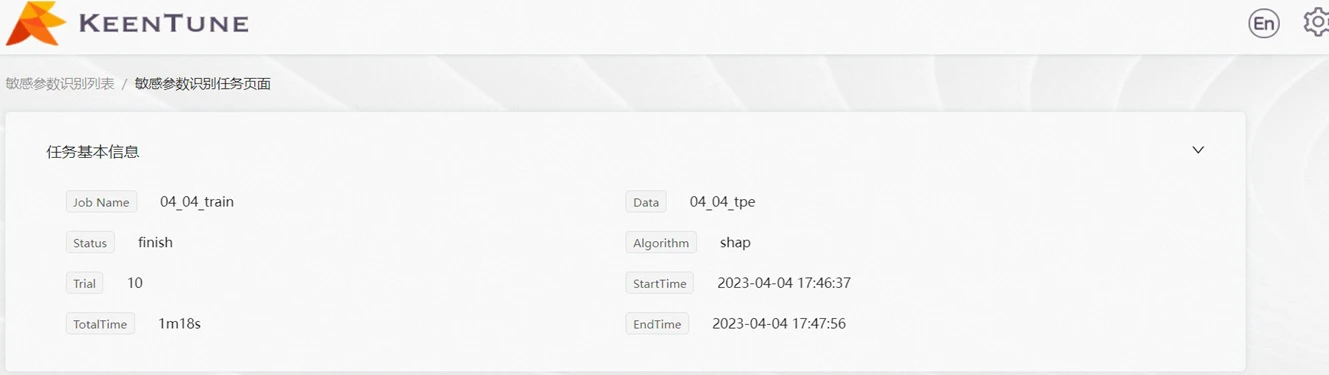 KEENTUNE
En
敏感参数识别列表 / 敏感参数识别任务页面
任务基本信息
Job Name 04_04_train Data 04_04_tpe
Status finish Algorithm shap
Trial 10 StartTime 2023-04-04 17:46:37
TotalTime 1m18s EndTime 2023-04-04 17:47:56